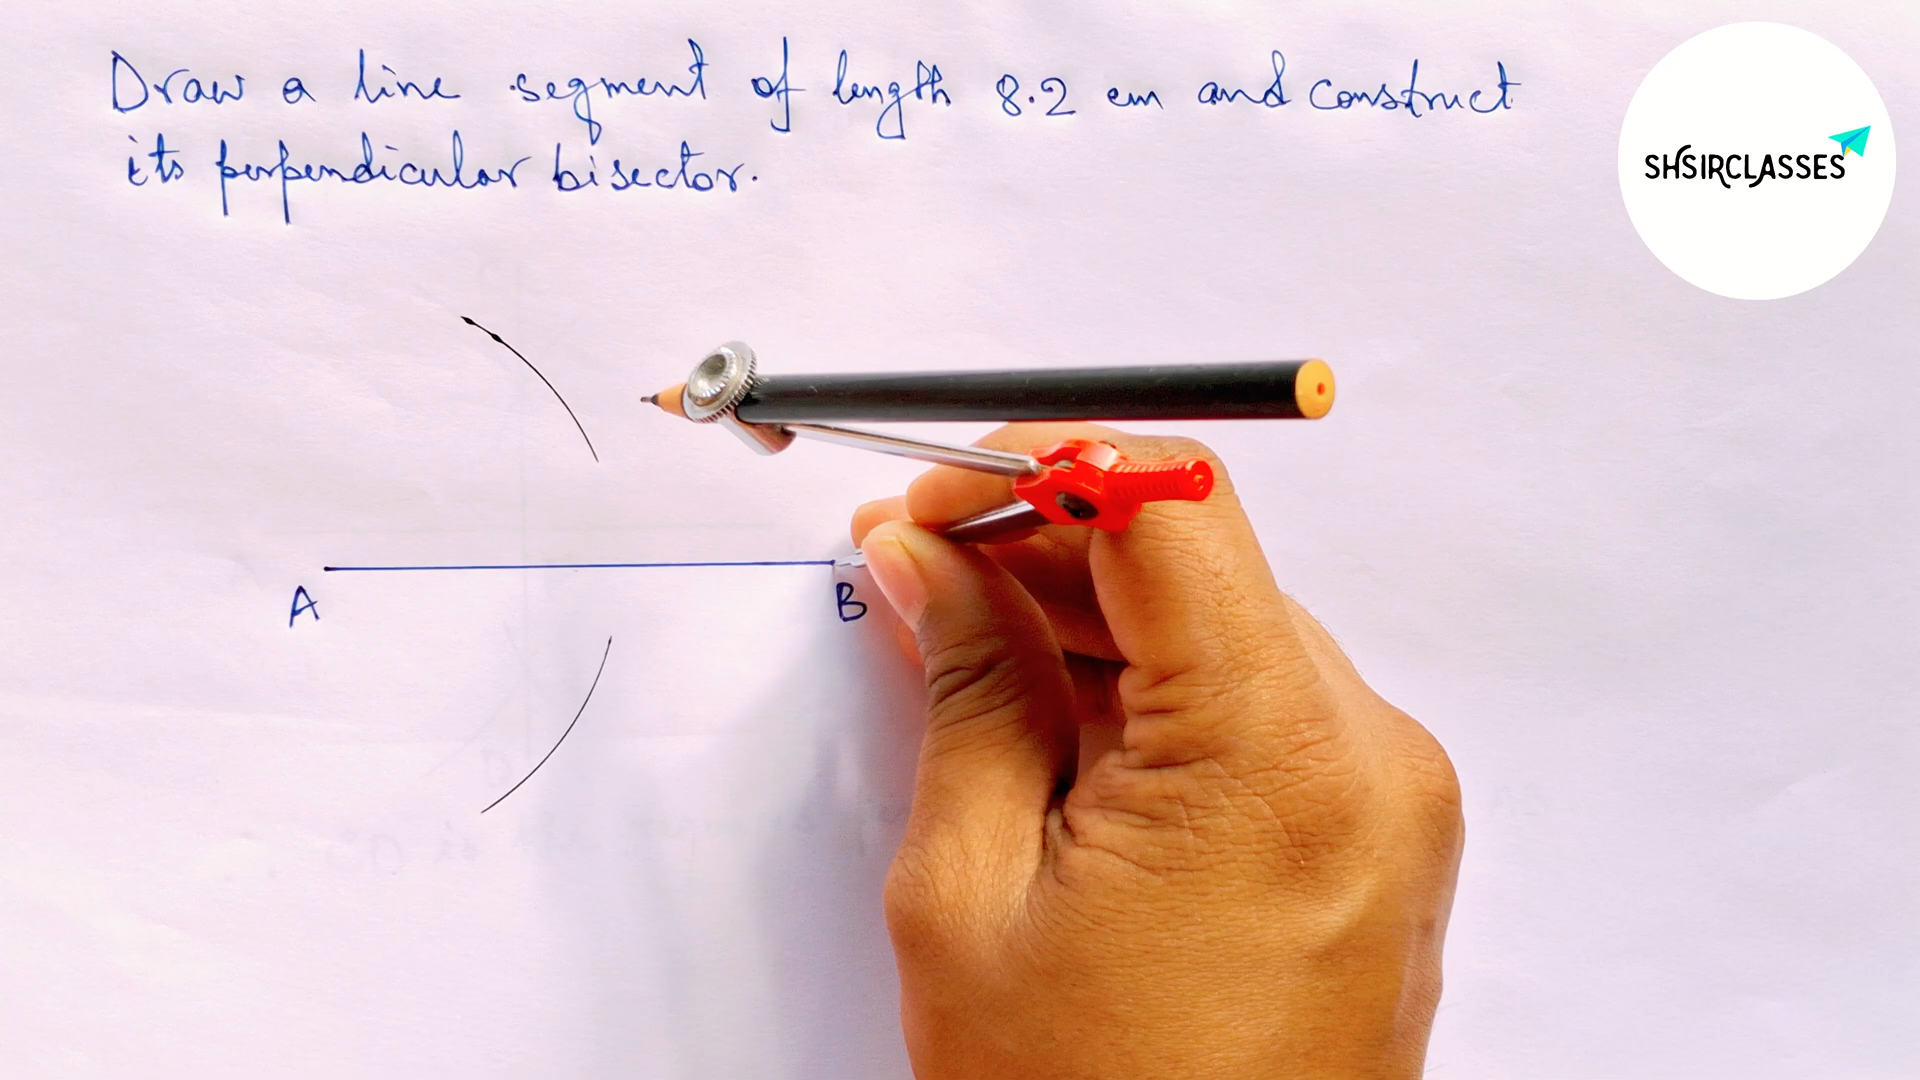 Draw a line segment of length 8.2 cm and construct
its perpendicular bisector.
SHSIRCLASSES
A
B